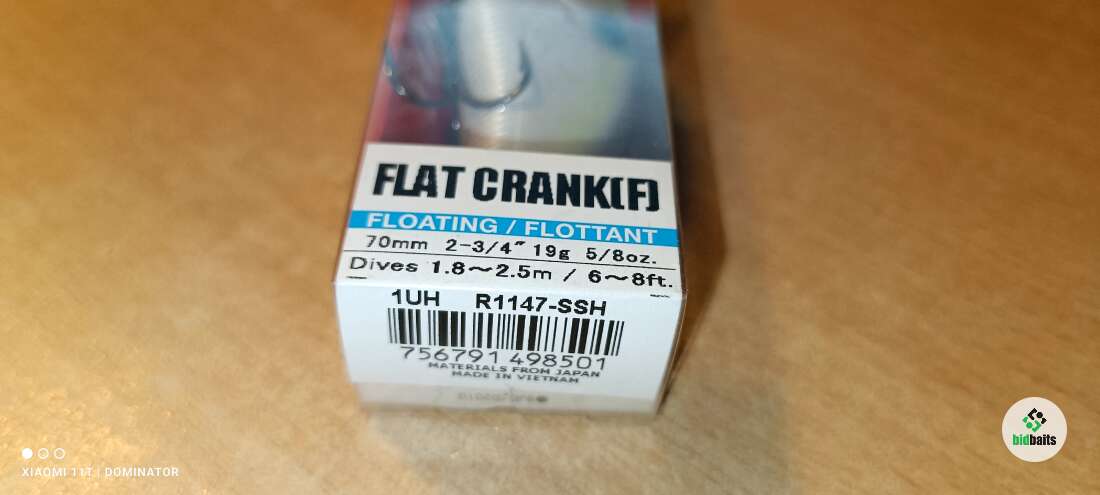 FLAT CRANK(F)
FLOATING / FLOTTANT
70mm 2-3/4" 19g 5/8oz.
Dives 1.8～2.5m / 6～8ft.
1UH R1147-SSH
756791 498501
MATERIALS FROM JAPAN
MADE IN VIETNAM
bidbaits
XIAOMI 11T | DOMINATOR